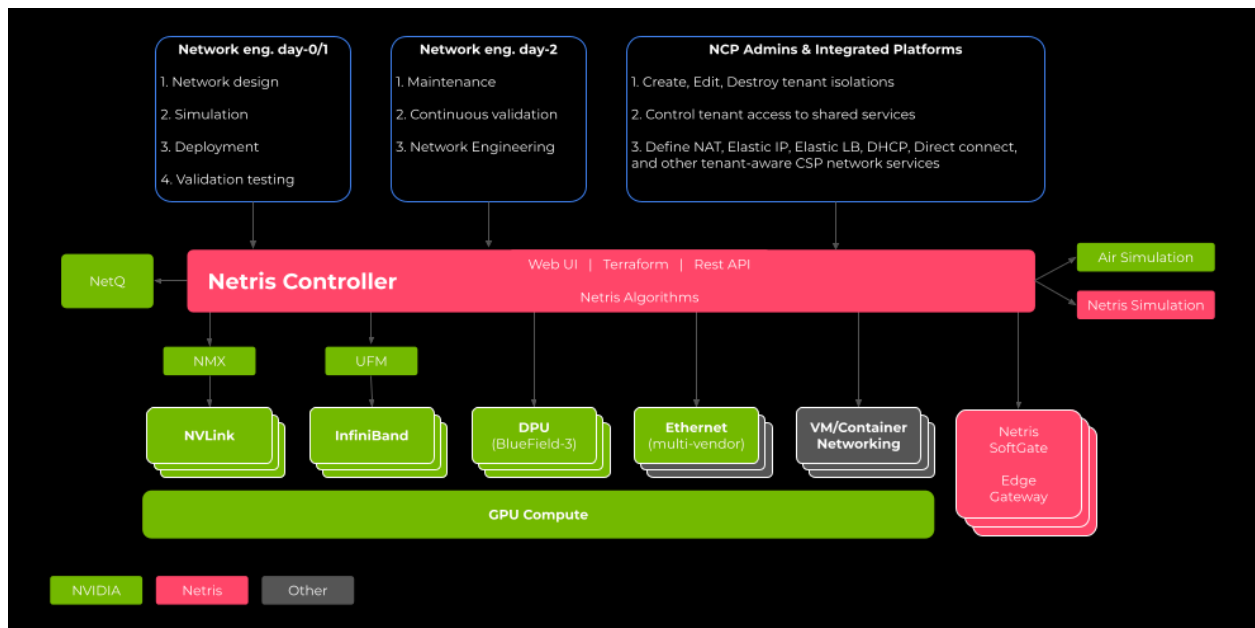 Network eng. day-0/1
1. Network design
2. Simulation
3. Deployment
4. Validation testing
Network eng. day-2
1. Maintenance
2. Continuous validation
3. Network Engineering
NCP Admins & Integrated Platforms
1. Create, Edit, Destroy tenant isolations
2. Control tenant access to shared services
3. Define NAT, Elastic IP, Elastic LB, DHCP, Direct connect,
and other tenant-aware CSP network services
NetQ
Netris Controller
Web UI | Terraform | Rest API
Netris Algorithms
Air Simulation
Netris Simulation
NMX
UFM
NVLink
InfiniBand
DPU
(BlueField-3)
Ethernet
(multi-vendor)
VM/Container
Networking
Netris
SoftGate
Edge
Gateway
GPU Compute
NVIDIA
Netris
Other